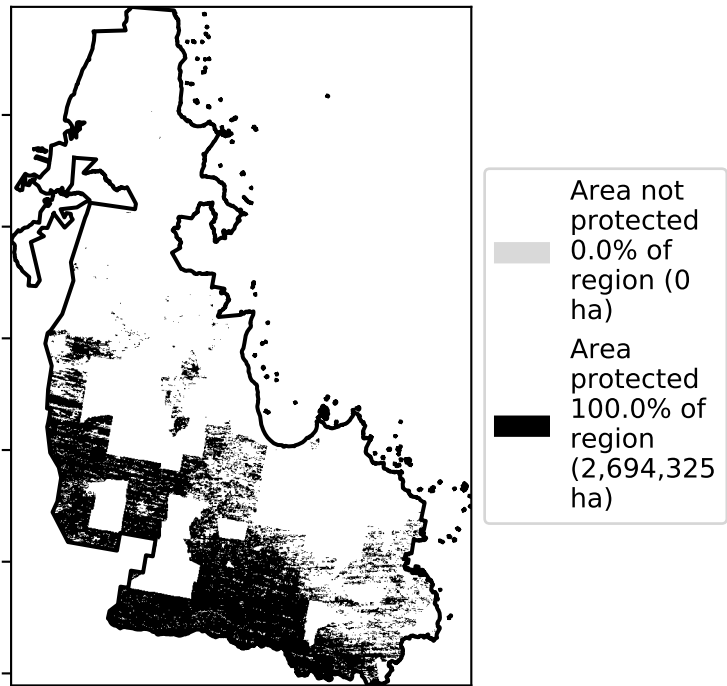 Area not
protected
0.0% of
region (0
ha)
Area
protected
100.0% of
region
(2,694,325
ha)